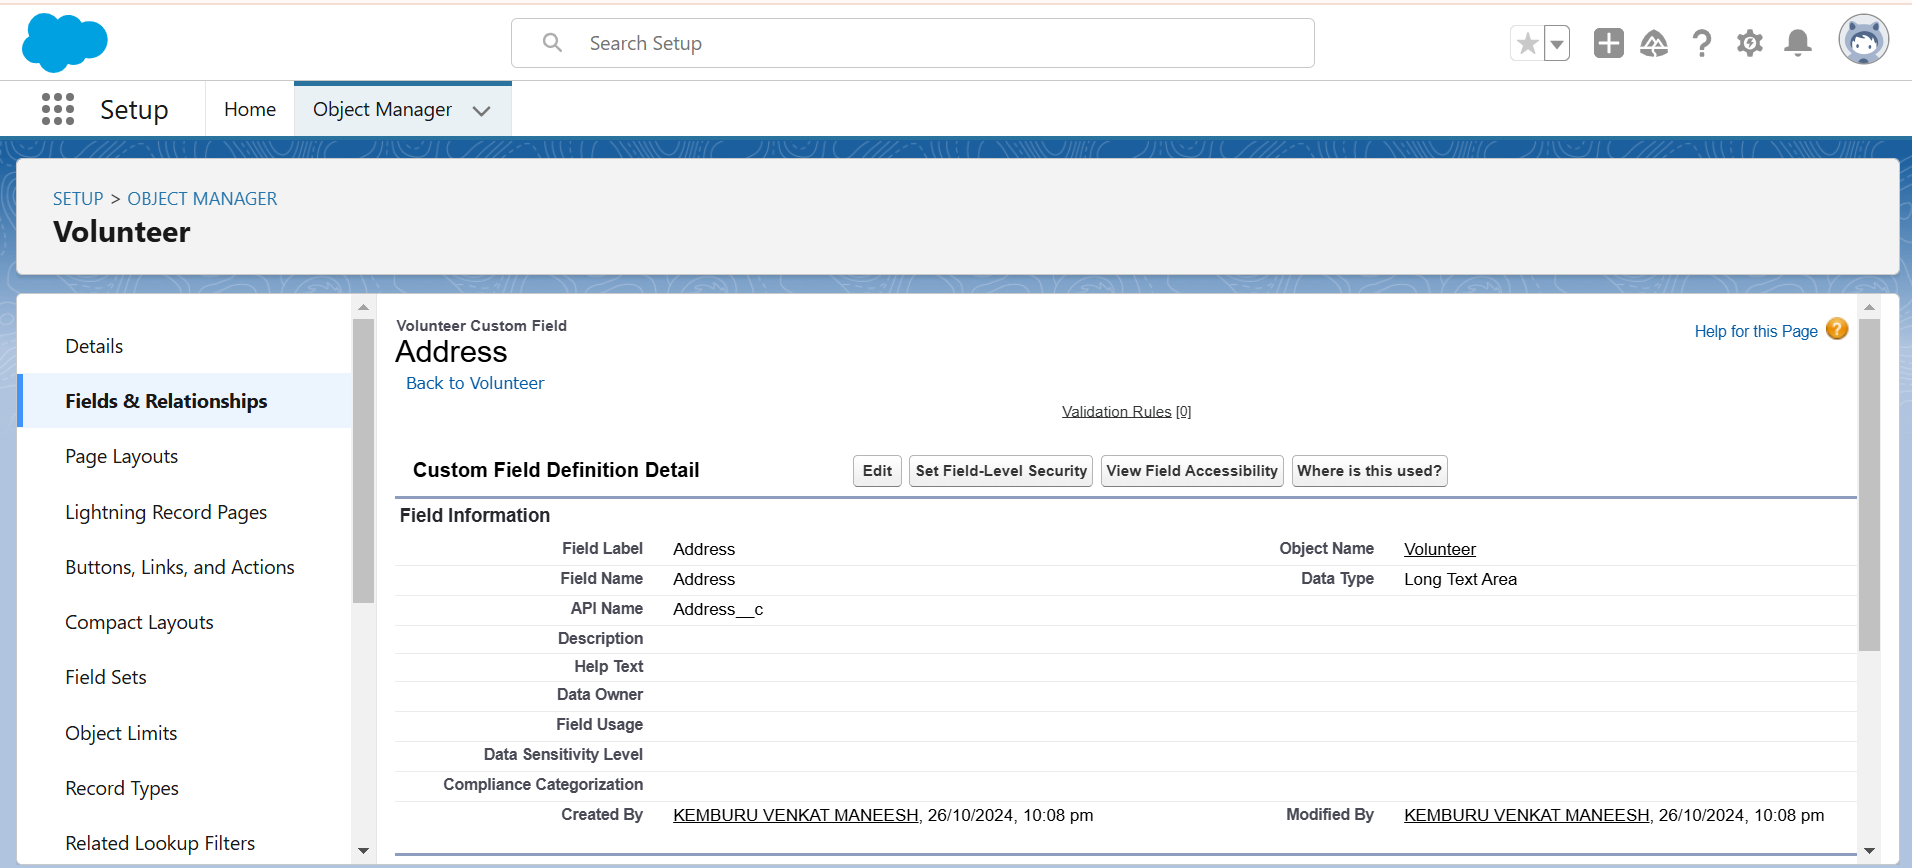 Search Setup
Setup
Home
Object Manager
SETUP > OBJECT MANAGER
Volunteer
Details
Fields & Relationships
Page Layouts
Lightning Record Pages
Buttons, Links, and Actions
Compact Layouts
Field Sets
Object Limits
Record Types
Related Lookup Filters
Volunteer Custom Field
Address
Help for this Page
Back to Volunteer
Validation Rules [0]
Custom Field Definition Detail
Edit
Set Field-Level Security
View Field Accessibility
Where is this used?
Field Information
Field Label Address Object Name Volunteer
Field Name Address Data Type Long Text Area
API Name Address__c
Description
Help Text
Data Owner
Field Usage
Data Sensitivity Level
Compliance Categorization
Created By KEMBURU VENKAT MANEESH, 26/10/2024, 10:08 pm Modified By KEMBURU VENKAT MANEESH, 26/10/2024, 10:08 pm